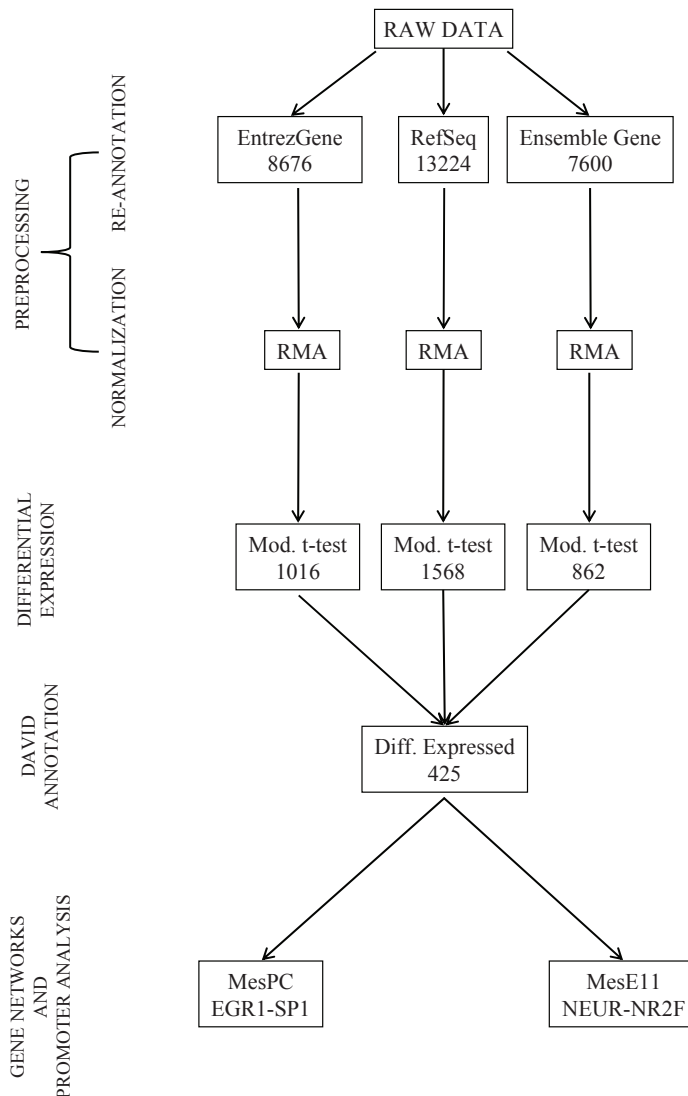 RAW DATA
PREPROCESSING
RE-ANNOTATION
EntrezGene
8676
RefSeq
13224
Ensemble Gene
7600
NORMALIZATION
RMA
RMA
RMA
DIFFERENTIAL
EXPRESSION
Mod. t-test
1016
Mod. t-test
1568
Mod. t-test
862
DAVID
ANNOTATION
Diff. Expressed
425
GENE NETWORKS
AND
PROMOTER ANALYSIS
MesPC
EGR1-SP1
MesE11
NEUR-NR2F